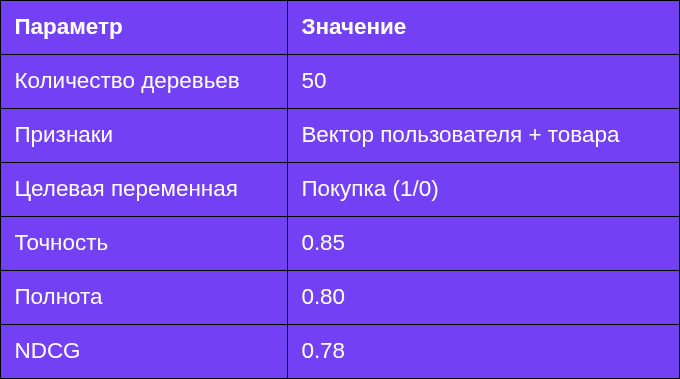 Параметр Значение
Количество деревьев 50
Признаки Вектор пользователя + товара
Целевая переменная Покупка (1/0)
Точность 0.85
Полнота 0.80
NDCG 0.78